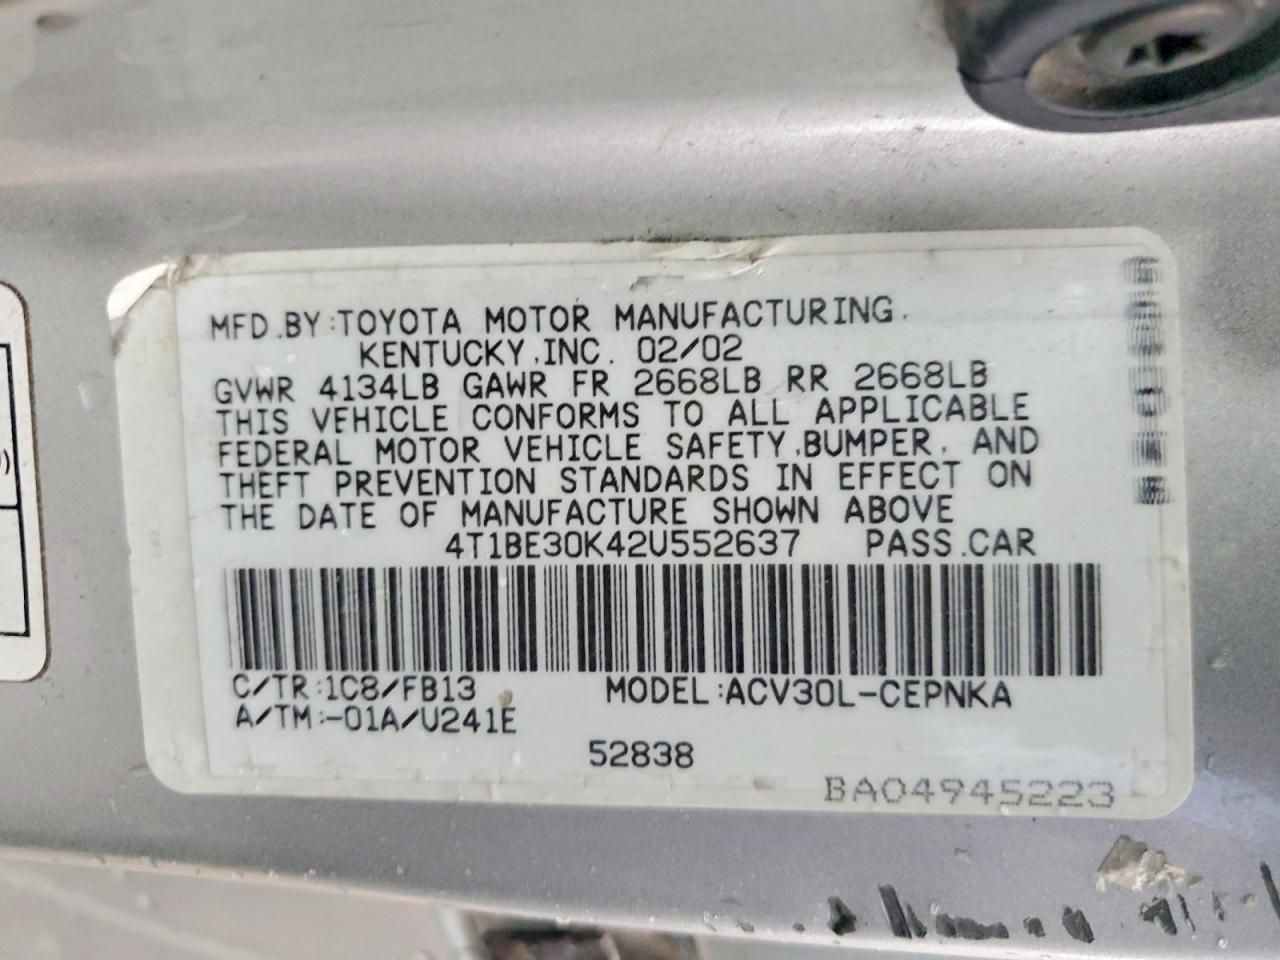 MFD.BY:TOYOTA MOTOR MANUFACTURING.
KENTUCKY,INC. 02/02
GVWR 4134LB GAWR FR 2668LB RR 2668LB
THIS VEHICLE CONFORMS TO ALL APPLICABLE
FEDERAL MOTOR VEHICLE SAFETY,BUMPER, AND
THEFT PREVENTION STANDARDS IN EFFECT ON
THE DATE OF MANUFACTURE SHOWN ABOVE
4T1BE30K42U552637 PASS.CAR
C/TR:1C8/FB13 MODEL:ACV30L-CEPNKA
A/TM:-01A/U241E
52838
BA04945223